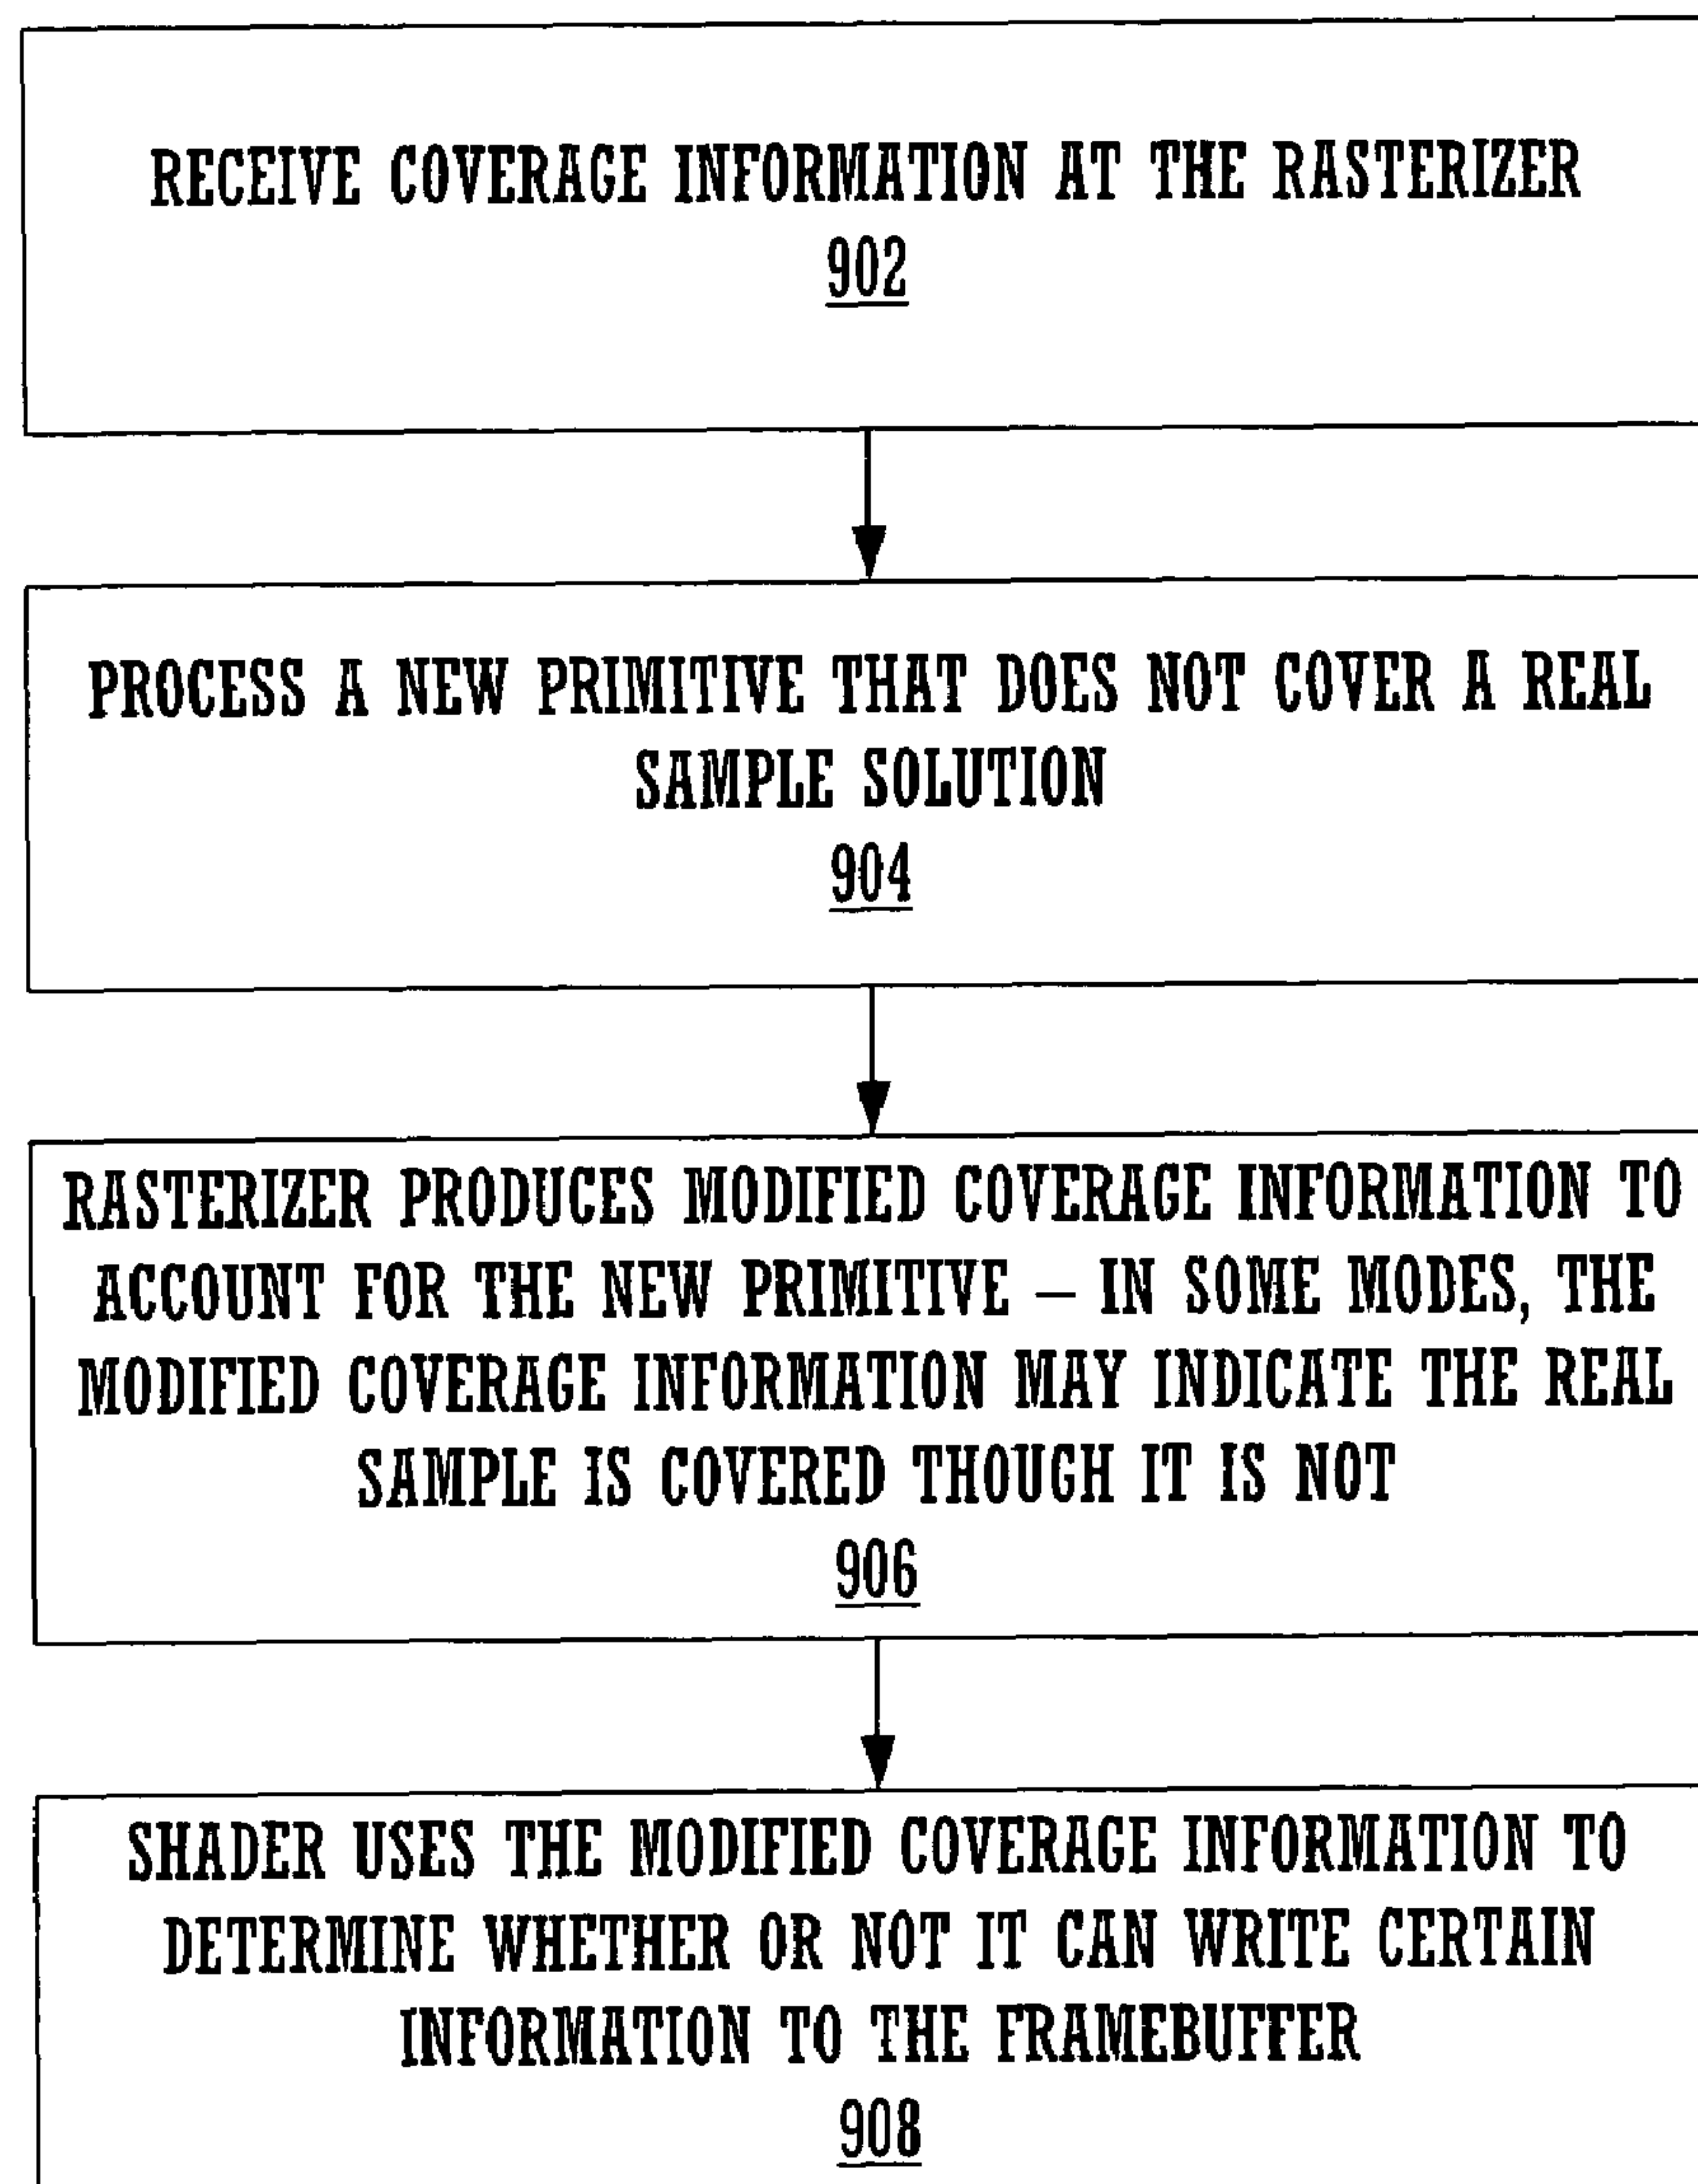 RECEIVE COVERAGE INFORMATION AT THE RASTERIZER
902
PROCESS A NEW PRIMITIVE THAT DOES NOT COVER A REAL
SAMPLE SOLUTION
904
RASTERIZER PRODUCES MODIFIED COVERAGE INFORMATION TO
ACCOUNT FOR THE NEW PRIMITIVE – IN SOME MODES, THE
MODIFIED COVERAGE INFORMATION MAY INDICATE THE REAL
SAMPLE IS COVERED THOUGH IT IS NOT
906
SHADER USES THE MODIFIED COVERAGE INFORMATION TO
DETERMINE WHETHER OR NOT IT CAN WRITE CERTAIN
INFORMATION TO THE FRAMEBUFFER
908